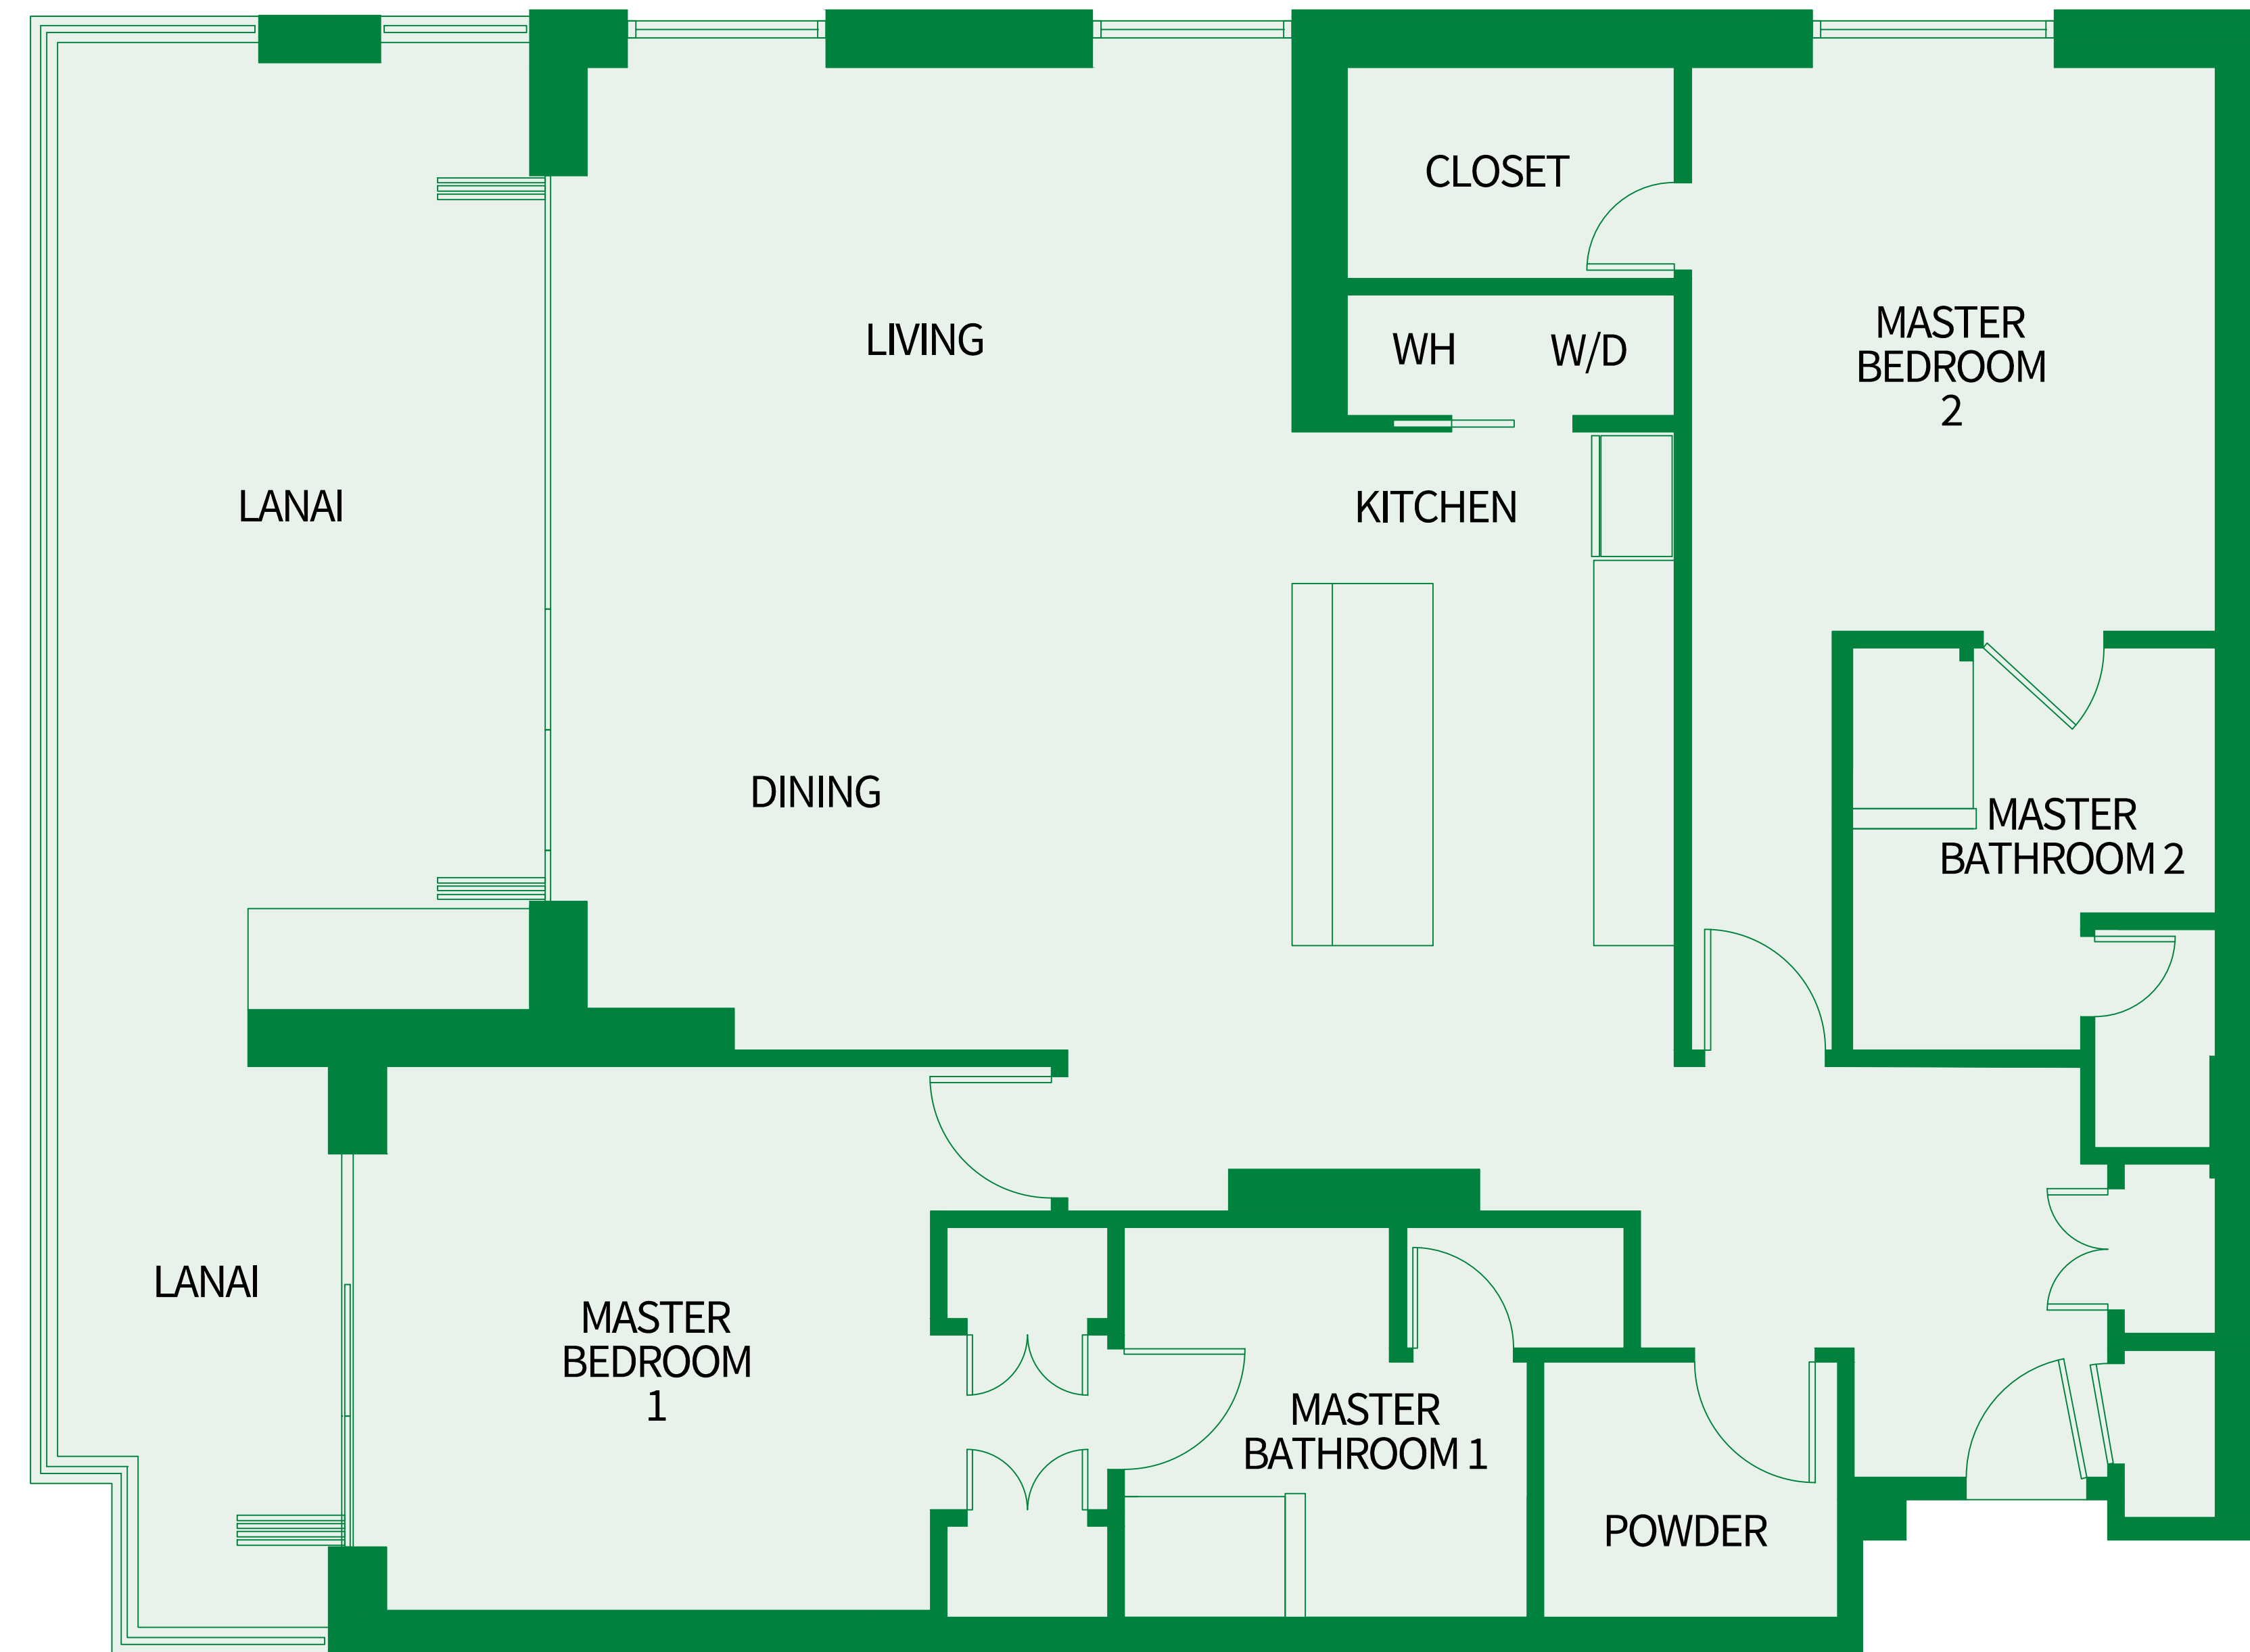 CLOSET
LIVING
WH
W/D
MASTER
BEDROOM
2
LANAI
KITCHEN
DINING
MASTER
BATHROOM 2
LANAI
MASTER
BEDROOM
1
MASTER
BATHROOM 1
POWDER